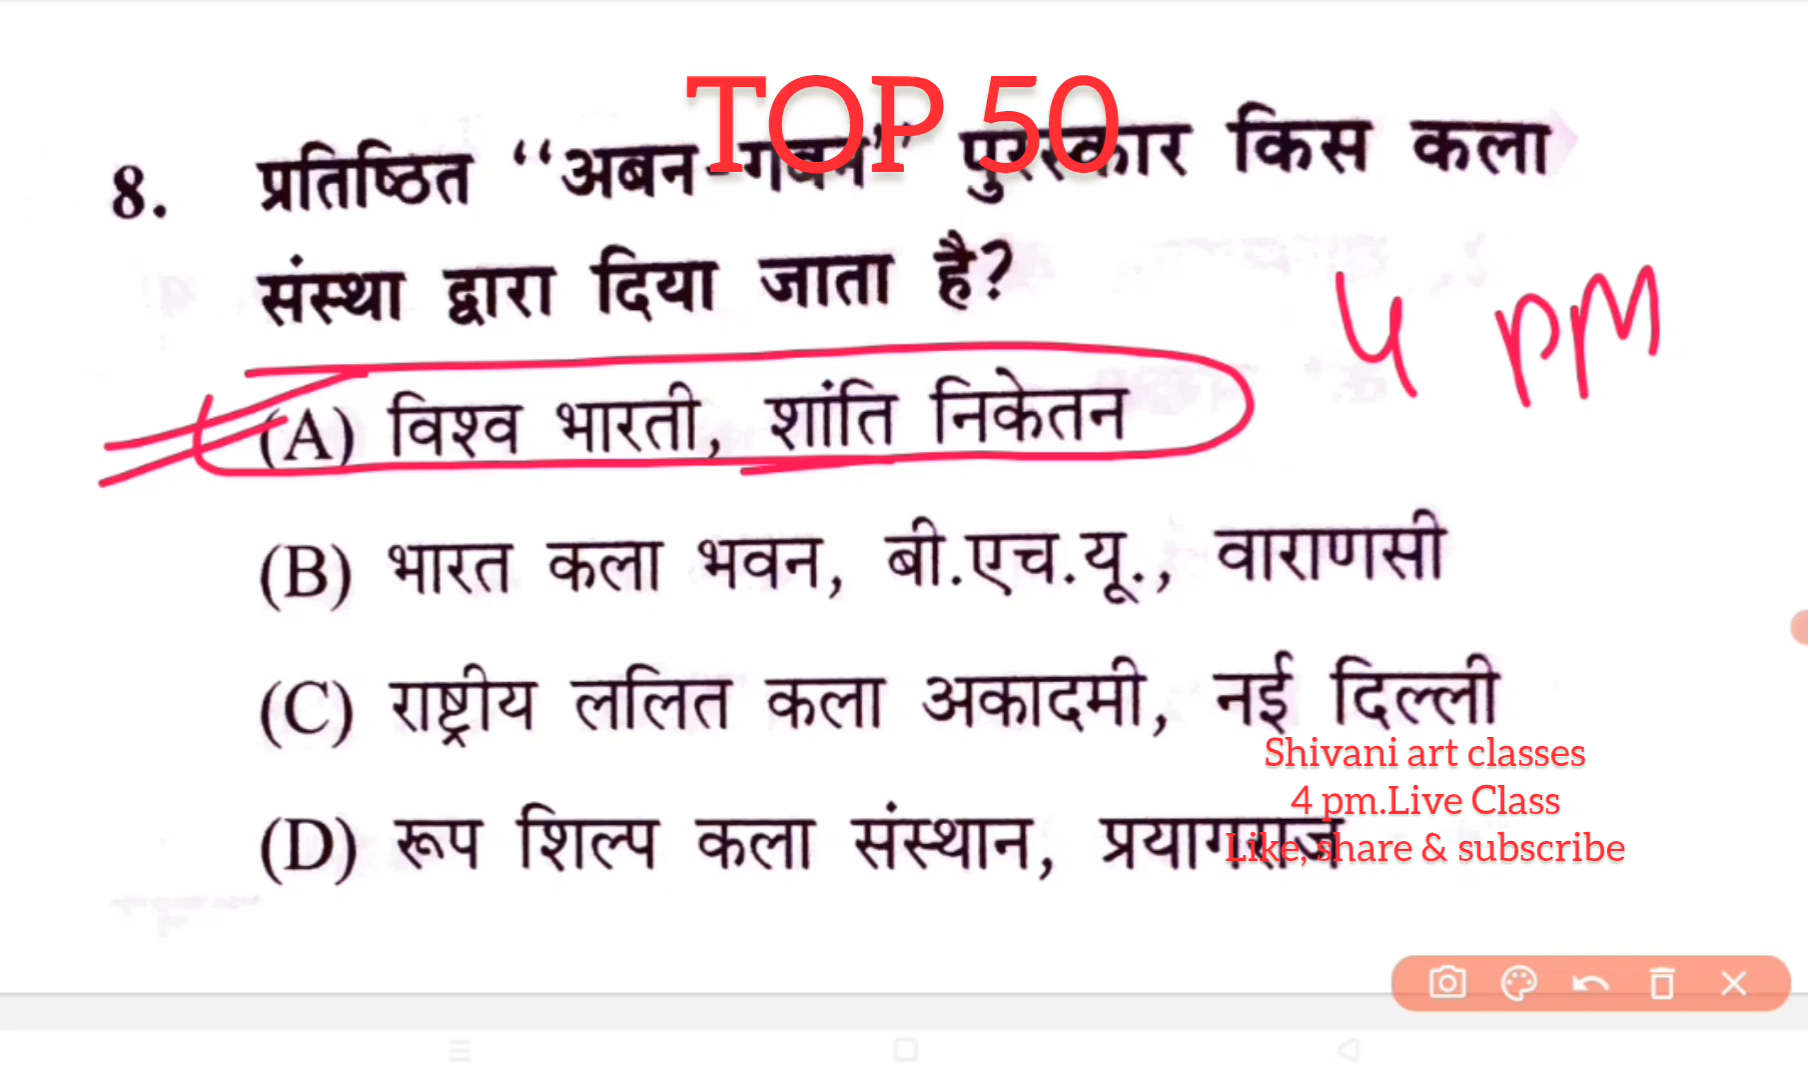 TOP 50
8. प्रतिष्ठित “अबन-गबन” पुरस्कार किस कला
संस्था द्वारा दिया जाता है?
4 PM
(A) विश्व भारती, शांति निकेतन
(B) भारत कला भवन, बी.एच.यू., वाराणसी
(C) राष्ट्रीय ललित कला अकादमी, नई दिल्ली
Shivani art classes
4 pm.Live Class
(D) रूप शिल्प कला संस्थान, प्रयागराज
Like, share & subscribe